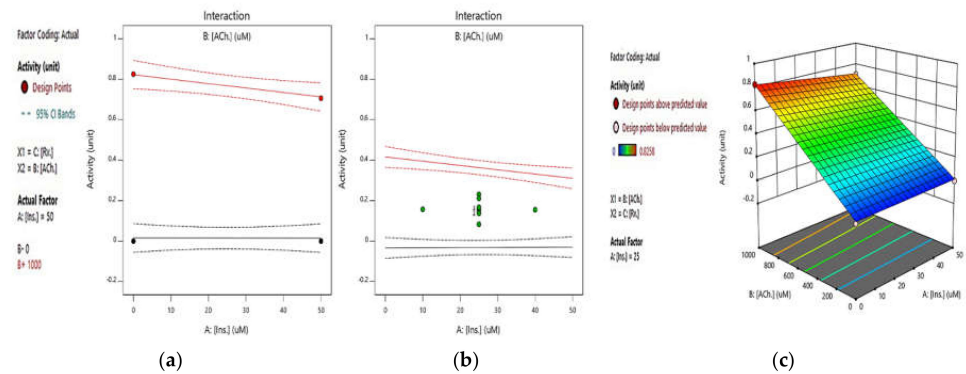 Interaction
B: [ACh.] (uM)
Factor Coding: Actual
Activity (unit)
Design Points
95% CI Bands
X1 = C: [Rx.]
X2 = B: [ACh.]
Actual Factor
A: [Ins.] = 50
B- 0
B+ 1000
Activity (unit)
1
0.8
0.6
0.4
0.2
0
0.2
0
10
20
30
40
50
A: [Ins.] (uM)
(a)
Interaction
B: [ACh.] (uM)
Activity (unit)
1
0.8
0.6
0.4
0.2
0
0.2
0
10
20
30
40
50
A: [Ins.] (uM)
(b)
Factor Coding: Actual
Activity (unit)
Design points above predicted value
Design points below predicted value
0
0.8258
X1 = B: [ACh.]
X2 = C: [Rx.]
Actual Factor
A: [Ins.] = 25
Activity (unit)
1
0.8
0.6
0.4
0.2
0
-0.2
1000
800
600
400
200
0
B: [ACh.] (uM)
0
10
20
30
40
50
A: [Ins.] (uM)
(c)